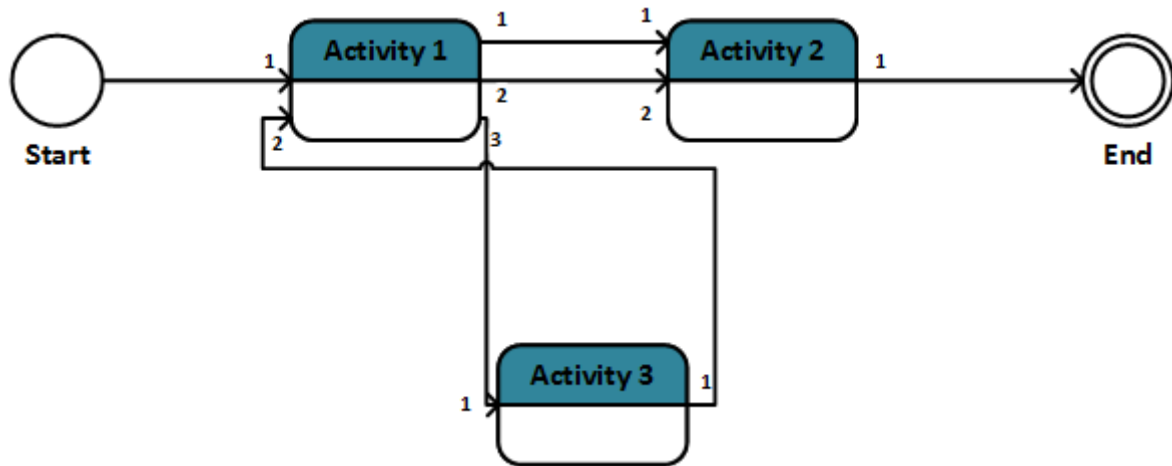 1 1
Activity 1 Activity 2
1 1
2
2 2
3
Start End
Activity 3 1
1